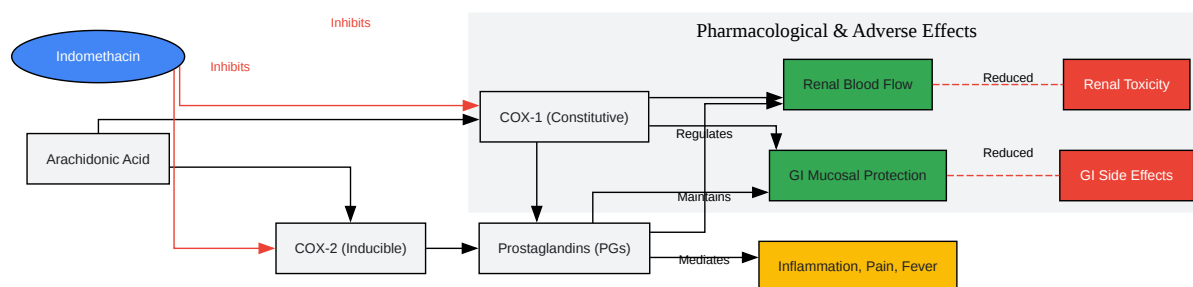 Inhibits
Pharmacological & Adverse Effects
Indomethacin
Inhibits
Renal Blood Flow
Reduced
Renal Toxicity
COX-1 (Constitutive)
Regulates
Arachidonic Acid
GI Mucosal Protection
Reduced
GI Side Effects
Maintains
COX-2 (Inducible)
Prostaglandins (PGs)
Mediates
Inflammation, Pain, Fever